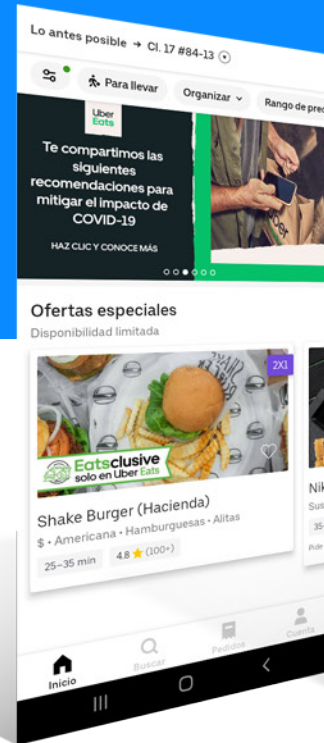 Lo antes posible → Cl. 17 #84-13
Para llevar Organizar Rango de prec
Uber
Eats
Te compartimos las
siguientes
recomendaciones para
mitigar el impacto de
COVID-19
HAZ CLIC Y CONOCE MÁS
Ofertas especiales
Disponibilidad limitada
2X1
Eatsclusive
solo en Uber Eats
Shake Burger (Hacienda)
$ • Americana • Hamburguesas • Alitas
25–35 min 4.8 ★ (100+)
Nik
Sus
35-
Inicio Buscar Pedidos Cuenta